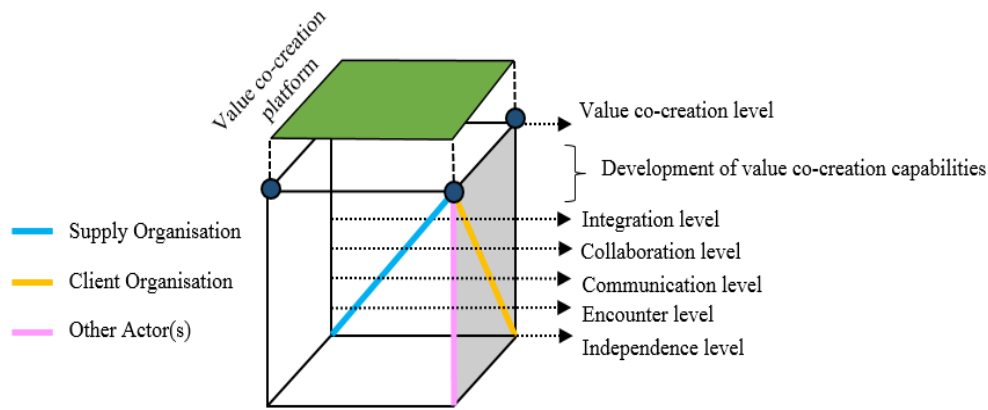 Value co-creation
platform
Value co-creation level
Development of value co-creation capabilities
Integration level
Collaboration level
Communication level
Encounter level
Independence level
Supply Organisation
Client Organisation
Other Actor(s)